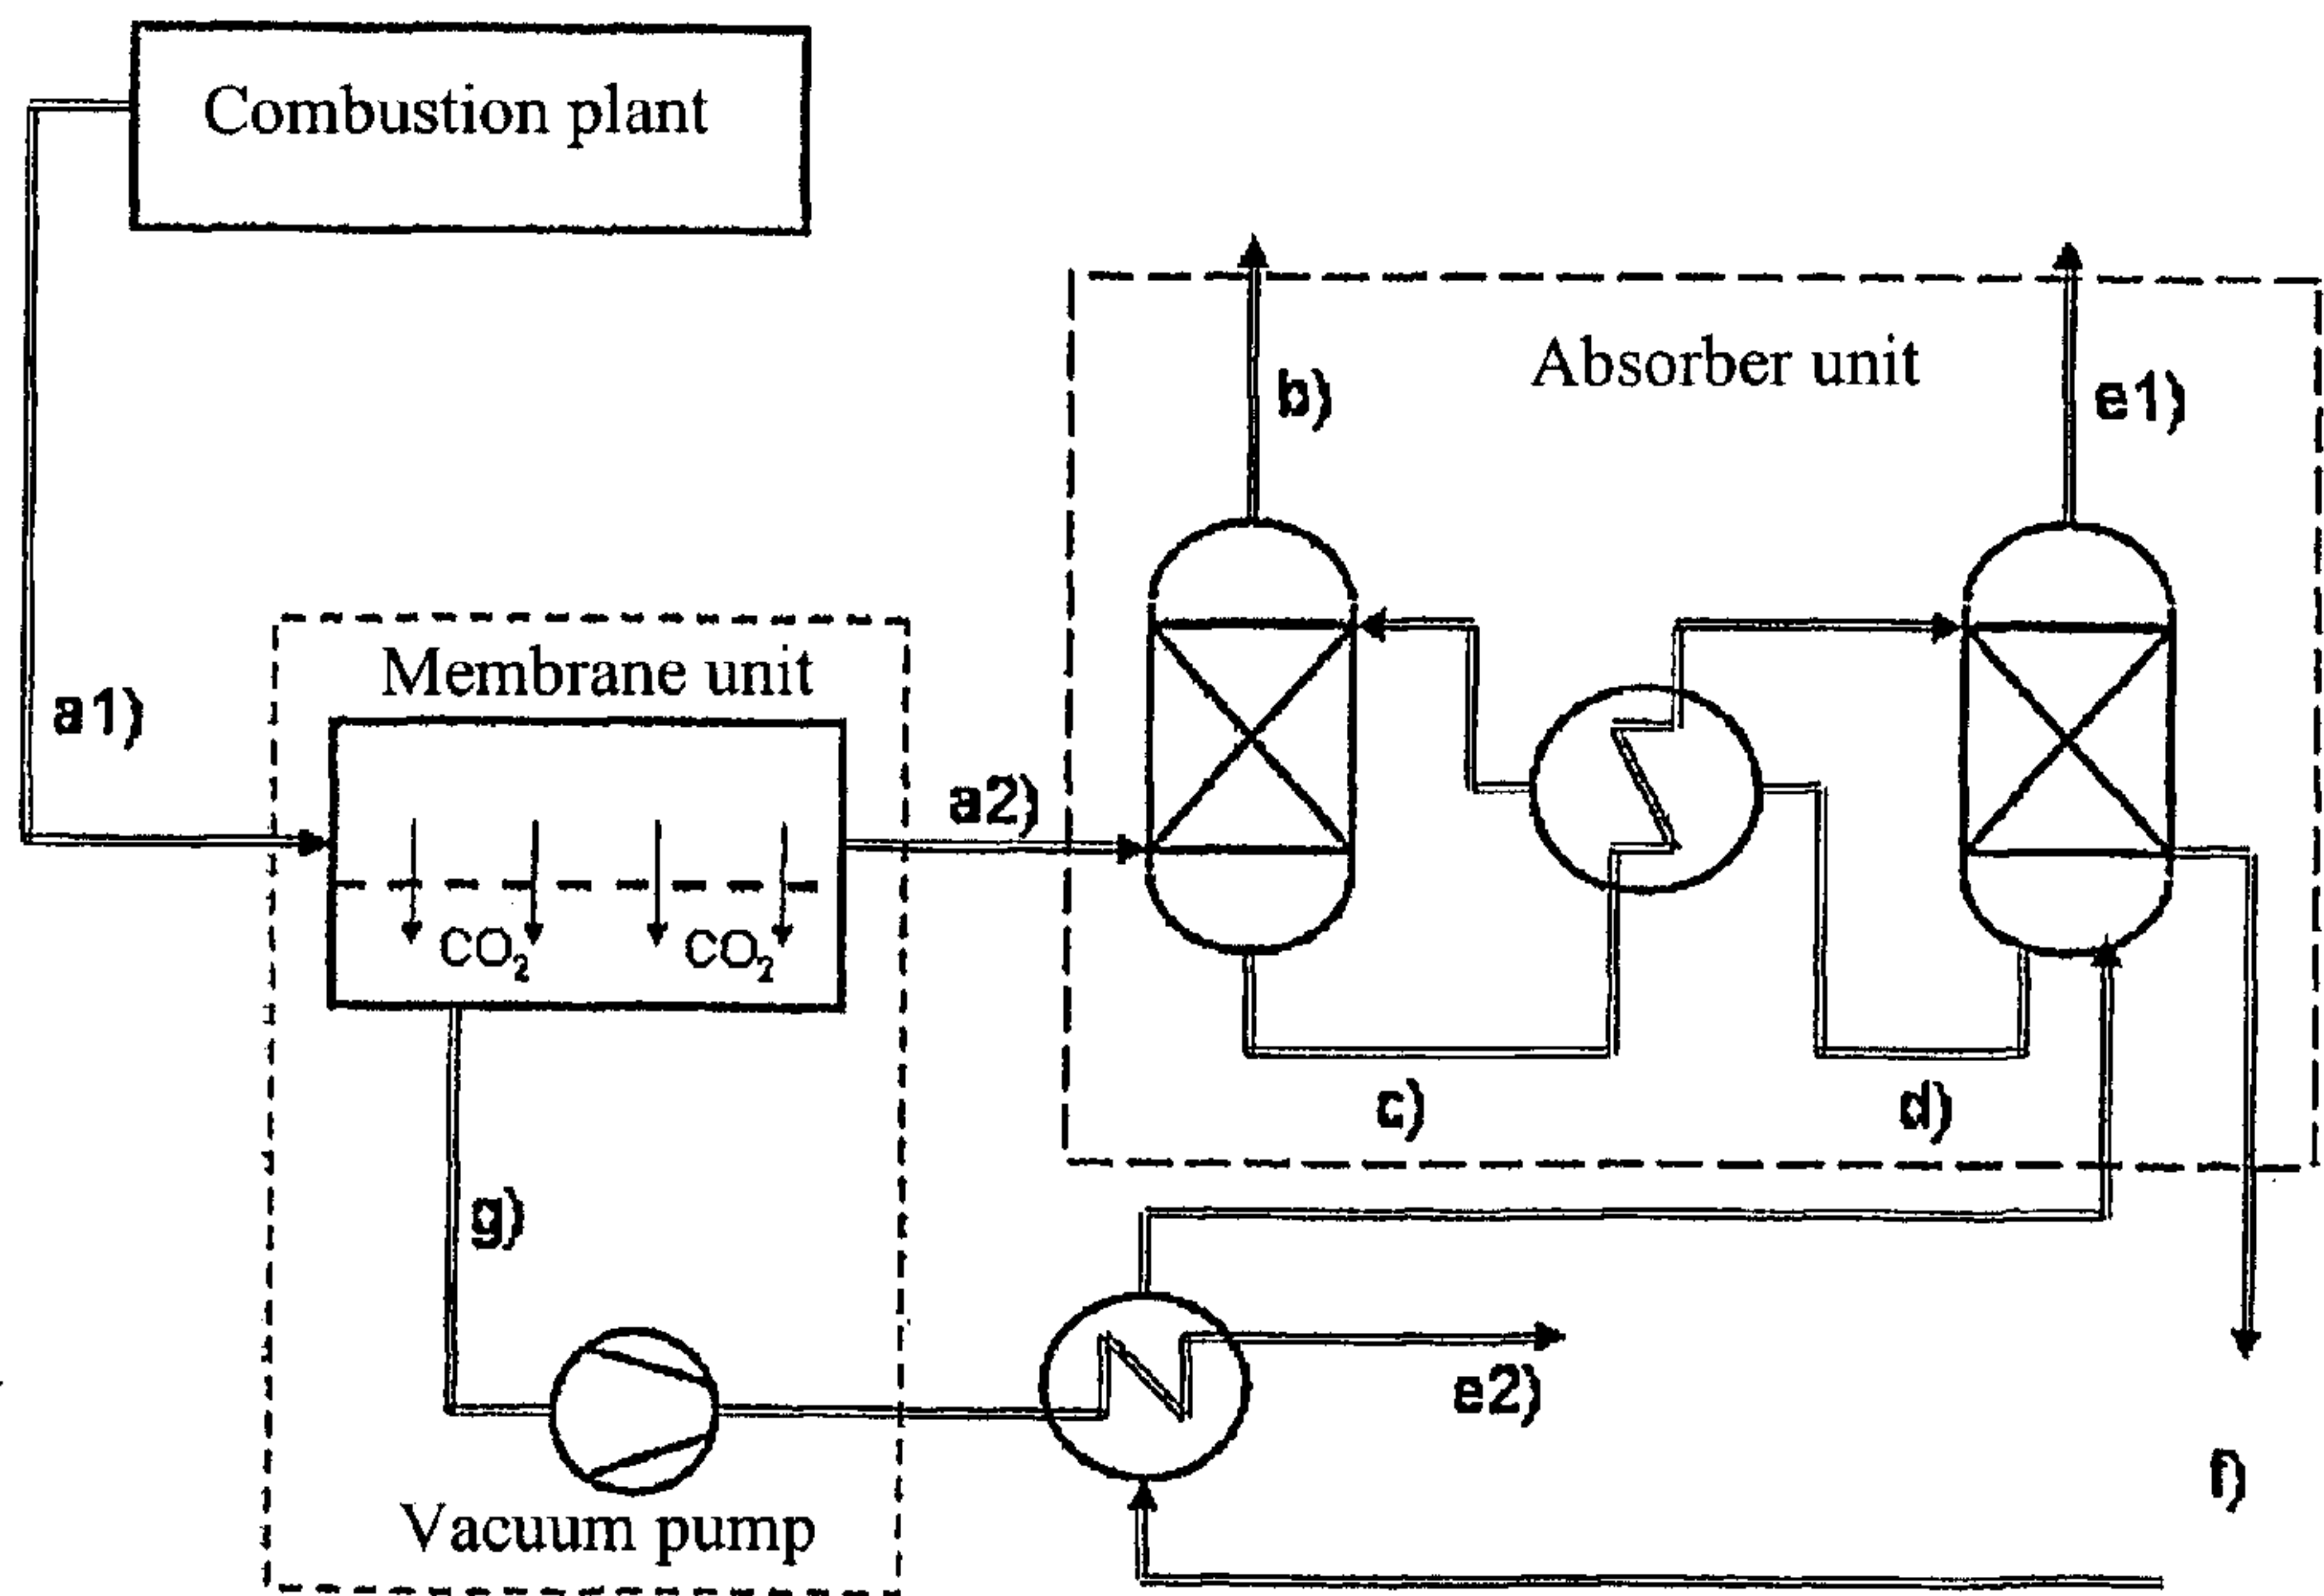 Combustion plant
Absorber unit
b)
e1)
Membrane unit
a1)
a2)
CO₂
CO₂
c)
d)
g)
e2)
f)
Vacuum pump